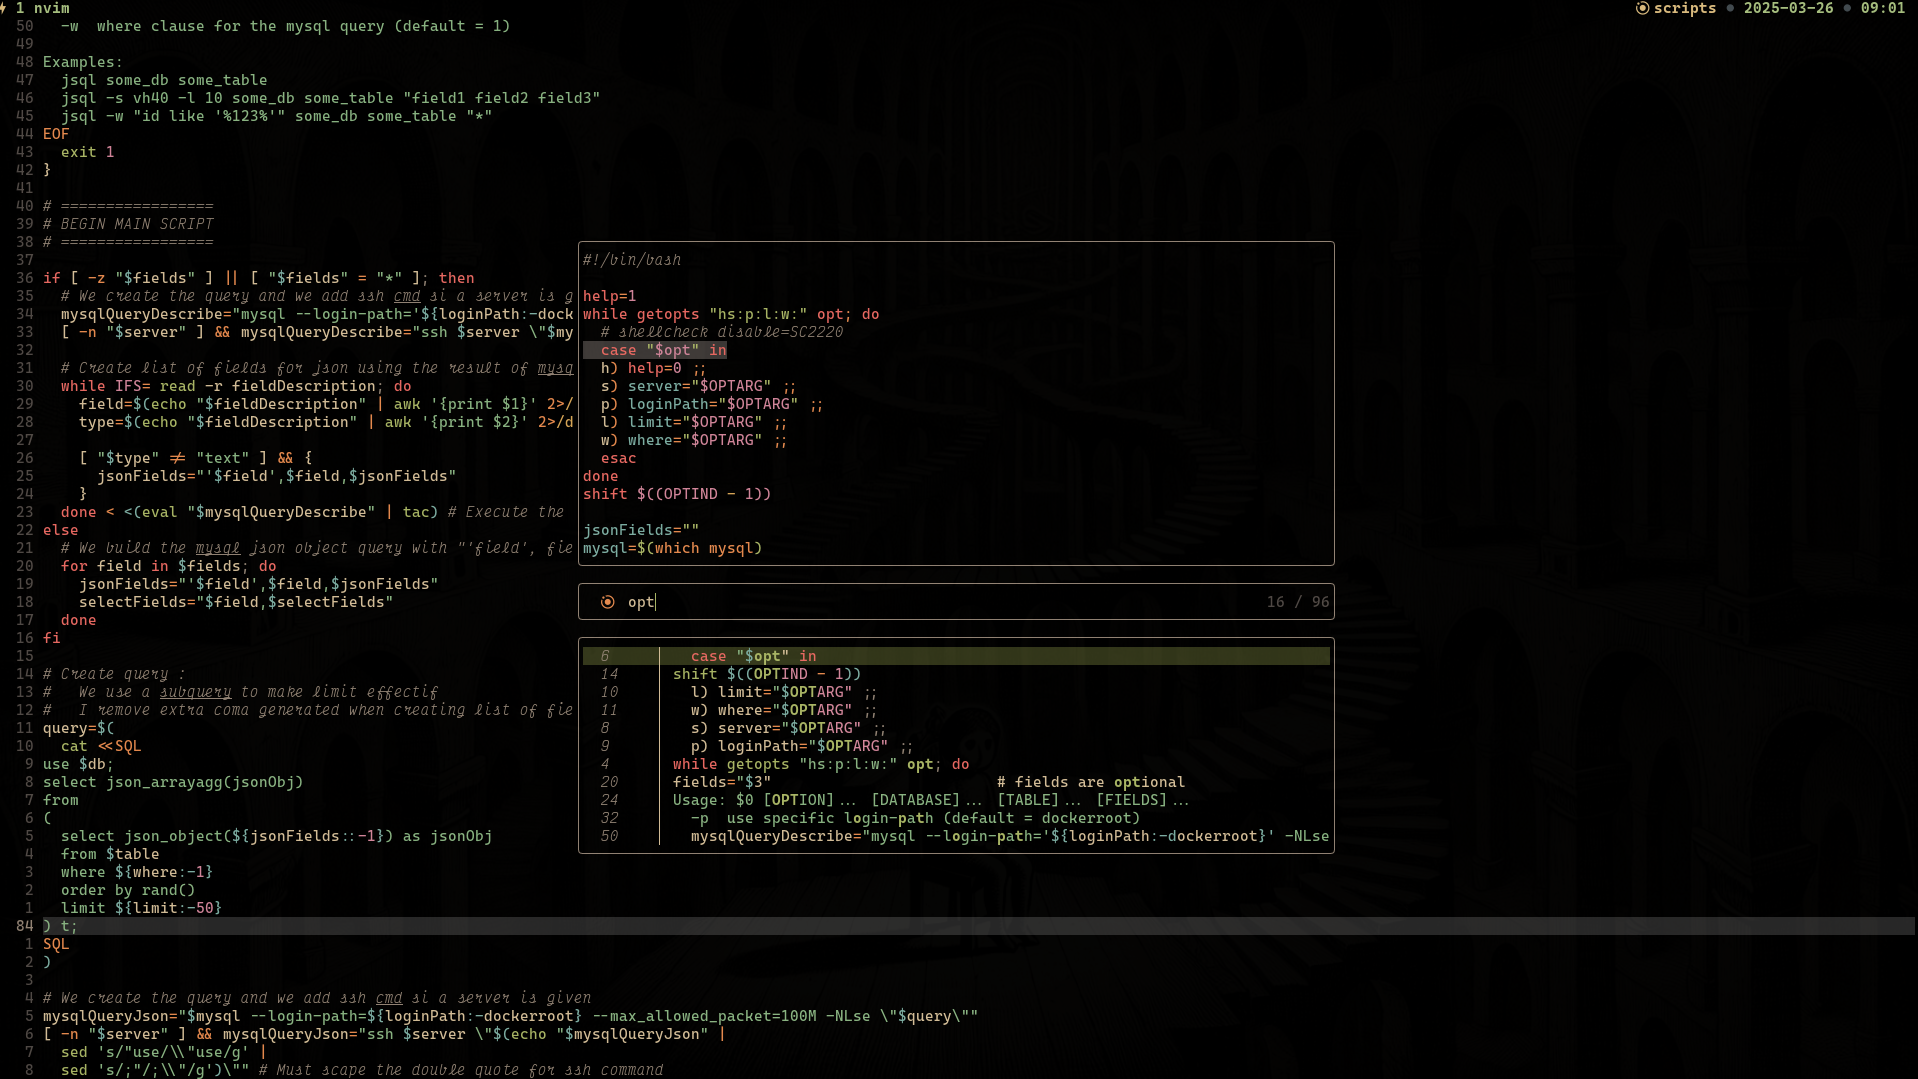 1 nvim
scripts ● 2025-03-26 ● 09:01
50   -w  where clause for the mysql query (default = 1)
49
48 Examples:
47   jsql some_db some_table
46   jsql -s vh40 -l 10 some_db some_table "field1 field2 field3"
45   jsql -w "id like '%123%'" some_db some_table "*"
44 EOF
43   exit 1
42 }
41
40 # =================
39 # BEGIN MAIN SCRIPT
38 # =================
37
36 if [ -z "$fields" ] || [ "$fields" = "*" ]; then
35   # We create the query and we add ssh cmd si a server is g
34   mysqlQueryDescribe="mysql --login-path='${loginPath:-dock
33   [ -n "$server" ] && mysqlQueryDescribe="ssh $server \"$my
32
31   # Create list of fields for json using the result of mysq
30   while IFS= read -r fieldDescription; do
29     field=$(echo "$fieldDescription" | awk '{print $1}' 2>/
28     type=$(echo "$fieldDescription" | awk '{print $2}' 2>/d
27
26     [ "$type" != "text" ] && {
25       jsonFields="'$field',$field,$jsonFields"
24     }
23   done < <(eval "$mysqlQueryDescribe" | tac) # Execute the
22 else
21   # We build the mysql json object query with "'field', fie
20   for field in $fields; do
19     jsonFields="'$field',$field,$jsonFields"
18     selectFields="$field,$selectFields"
17   done
16 fi
15
14 # Create query :
13 #   We use a subquery to make limit effectif
12 #   I remove extra coma generated when creating list of fie
11 query=$(
10   cat <<SQL
9 use $db;
8 select json_arrayagg(jsonObj)
7 from
6 (
5   select json_object(${jsonFields::-1}) as jsonObj
4   from $table
3   where ${where:-1}
2   order by rand()
1   limit ${limit:-50}
84 ) t;
1 SQL
2 )
3
4 # We create the query and we add ssh cmd si a server is given
5 mysqlQueryJson="$mysql --login-path=${loginPath:-dockerroot} --max_allowed_packet=100M -NLse \"$query\""
6 [ -n "$server" ] && mysqlQueryJson="ssh $server \"$(echo "$mysqlQueryJson" |
7   sed 's/"use/\\"use/g' |
8   sed 's/;"/;\\"/g')\"" # Must scape the double quote for ssh command
#!/bin/bash
help=1
while getopts "hs:p:l:w:" opt; do
  # shellcheck disable=SC2220
  case "$opt" in
  h) help=0 ;;
  s) server="$OPTARG" ;;
  p) loginPath="$OPTARG" ;;
  l) limit="$OPTARG" ;;
  w) where="$OPTARG" ;;
  esac
done
shift $((OPTIND - 1))
jsonFields=""
mysql=$(which mysql)
opt 16 / 96
6   case "$opt" in
14 shift $((OPTIND - 1))
10   l) limit="$OPTARG" ;;
11   w) where="$OPTARG" ;;
8   s) server="$OPTARG" ;;
9   p) loginPath="$OPTARG" ;;
4 while getopts "hs:p:l:w:" opt; do
20 fields="$3"                         # fields are optional
24 Usage: $0 [OPTION]... [DATABASE]... [TABLE]... [FIELDS]...
32   -p  use specific login-path (default = dockerroot)
50   mysqlQueryDescribe="mysql --login-path='${loginPath:-dockerroot}' -NLse